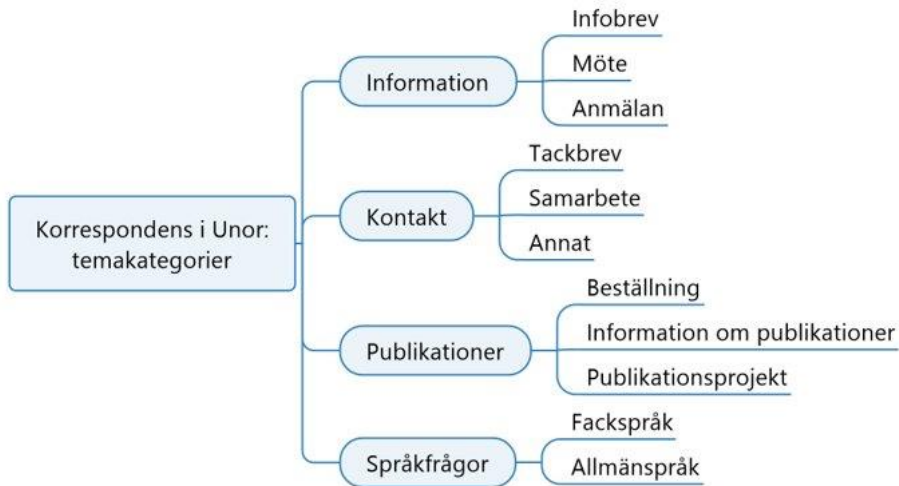 Korrespondens i Unor:
temakategorier
Information
Infobrev
Möte
Anmälan
Kontakt
Tackbrev
Samarbete
Annat
Publikationer
Beställning
Information om publikationer
Publikationsprojekt
Språkfrågor
Fackspråk
Allmänspråk